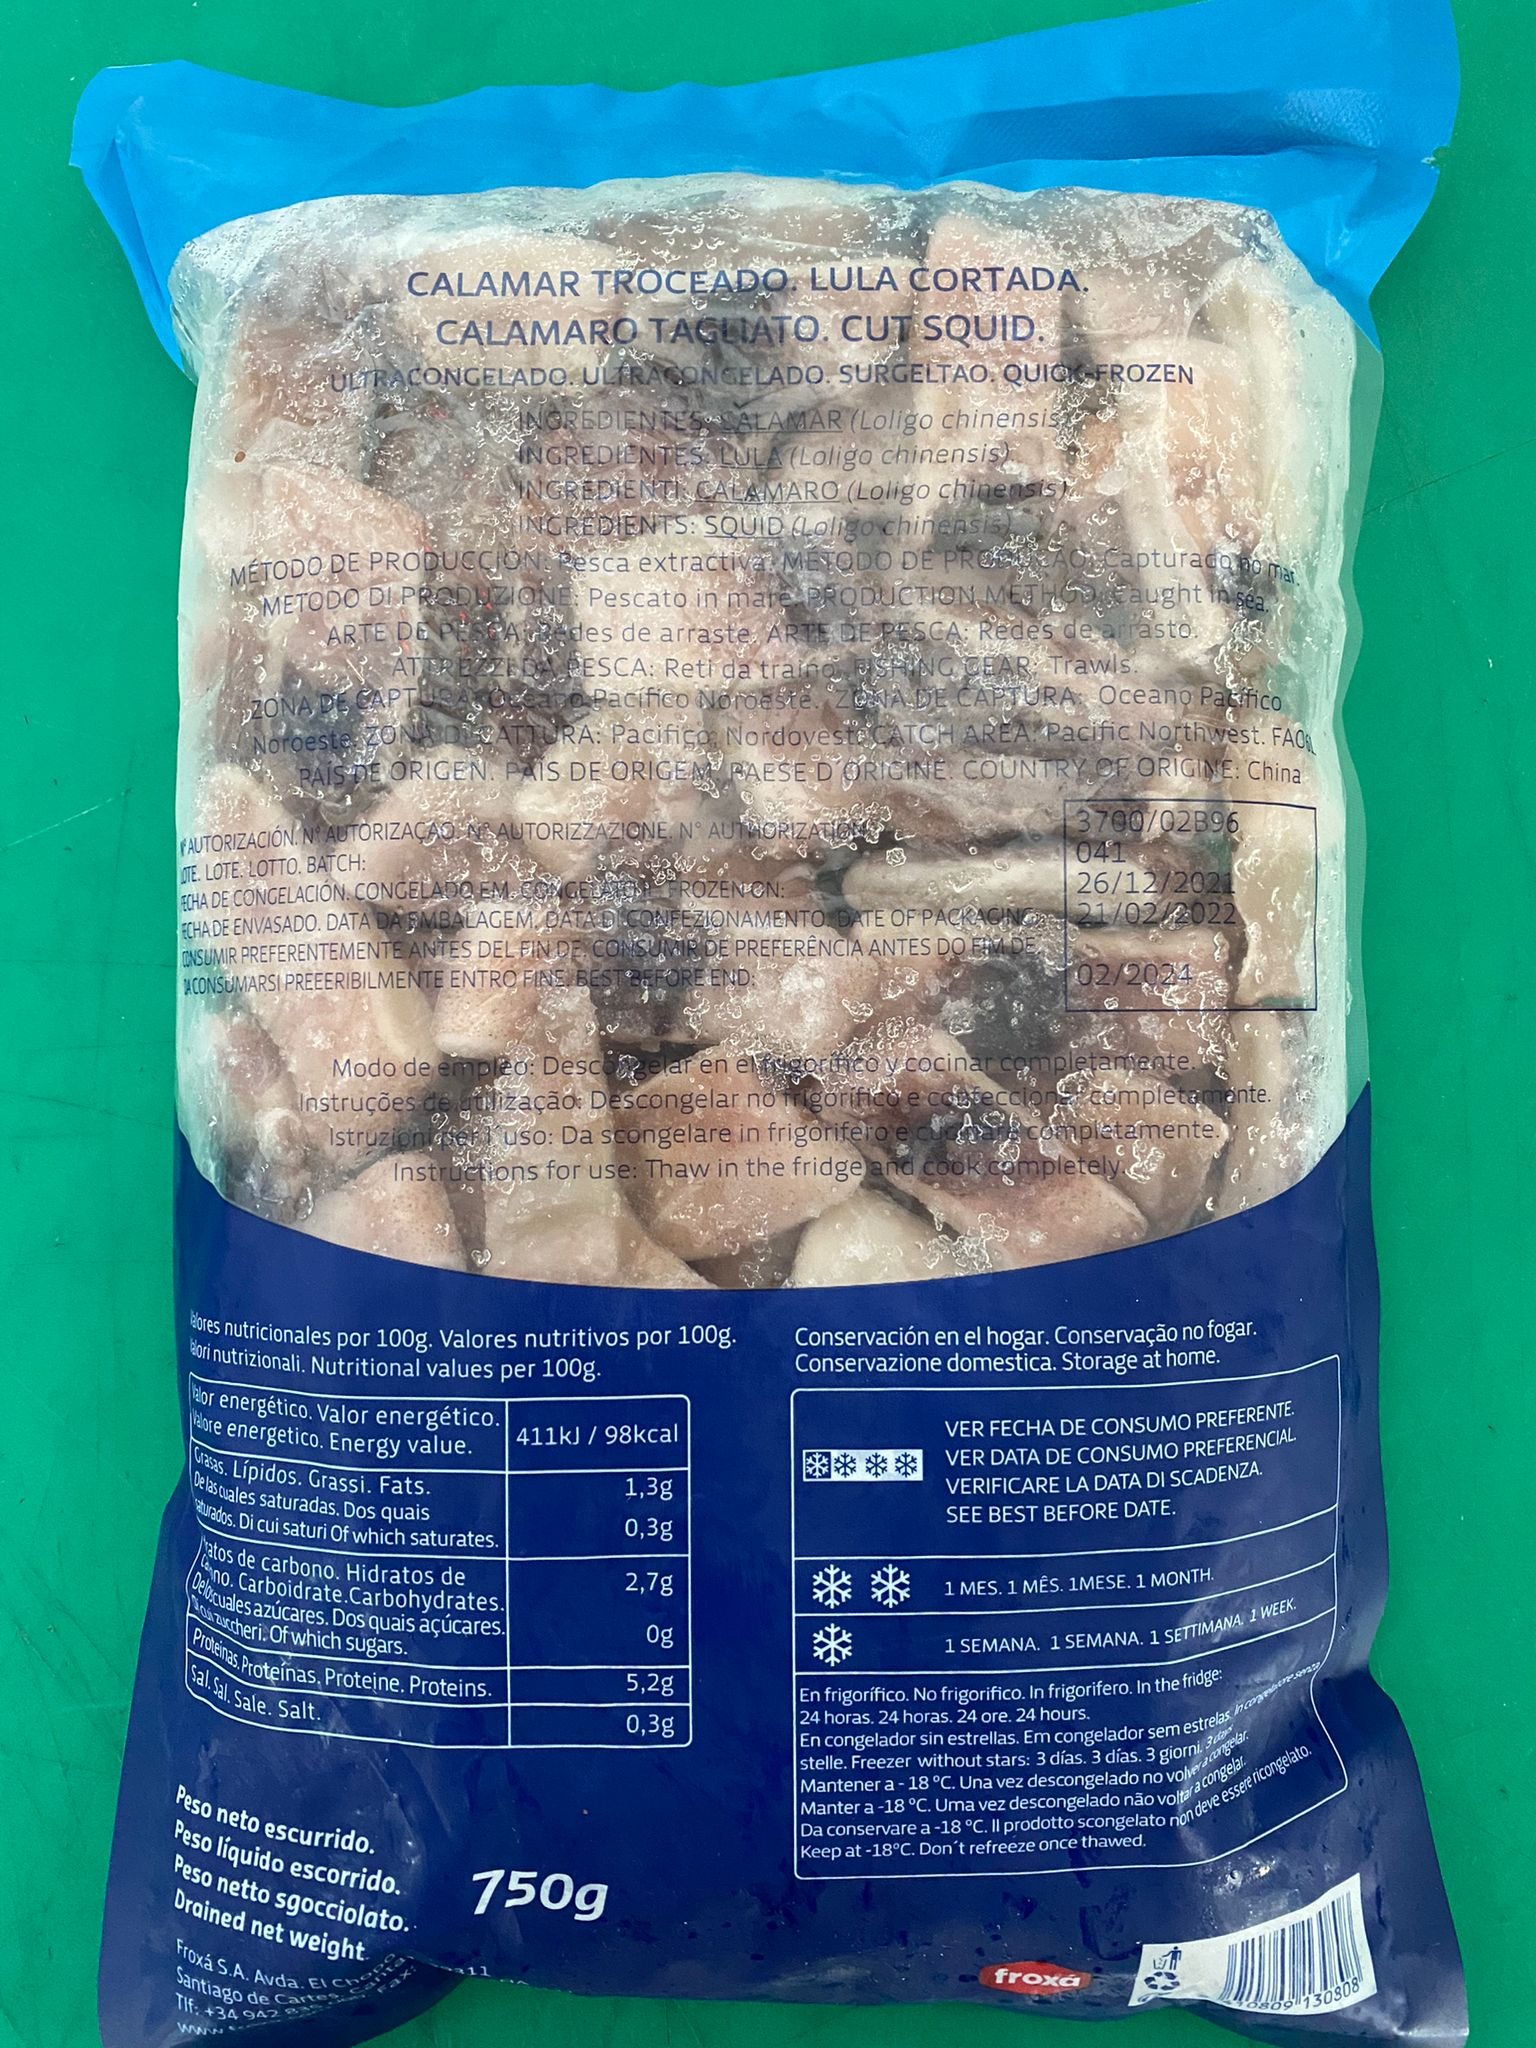 CALAMAR TROCEADO. LULA CORTADA.
CALAMARO TAGLIATO. CUT SQUID.
ULTRACONGELADO. ULTRACONGELADO. SURGELTAO. QUICK-FROZEN
INGREDIENTES: CALAMAR (Loligo chinensis)
INGREDIENTES: LULA (Loligo chinensis).
INGREDIENTI: CALAMARO (Loligo chinensis)
INGREDIENTS: SQUID (Loligo chinensis)
MÉTODO DE PRODUCCIÓN: Pesca extractiva. MÉTODO DE PRODUÇÃO: Capturado no mar.
METODO DI PRODUZIONE: Pescato in mare. PRODUCTION METHOD: Caught in sea.
ARTE DE PESCA: Redes de arraste. ARTE DE PESCA: Redes de arrasto.
ATTREZZI DA PESCA: Reti da traino. FISHING GEAR: Trawls.
ZONA DE CAPTURA: Océano Pacífico Noroeste. ZONA DE CAPTURA: Oceano Pacífico
Noroeste. ZONA DI CATTURA: Pacifico Nordovest. CATCH AREA: Pacific Northwest. FAO61
PAÍS DE ORIGEN. PAÍS DE ORIGEM. PAESE D'ORIGINE. COUNTRY OF ORIGINE: China
Nº AUTORIZACIÓN. Nº AUTORIZAÇAO. Nº AUTORIZZAZIONE. N° AUTHORIZATION: 3700/02B96
LOTE. LOTE. LOTTO. BATCH: 041
FECHA DE CONGELACIÓN. CONGELADO EM. CONGELATO IL. FROZEN ON: 26/12/2021
FECHA DE ENVASADO. DATA DA EMBALAGEM. DATA DI CONFEZIONAMENTO. DATE OF PACKAGING: 21/02/2022
CONSUMIR PREFERENTEMENTE ANTES DEL FIN DE. CONSUMIR DE PREFERÊNCIA ANTES DO FIM DE.
DA CONSUMARSI PREEERIBILMENTE ENTRO FINE. BEST BEFORE END: 02/2024
Modo de empleo: Descongelar en el frigorífico y cocinar completamente.
Instruções de utilização: Descongelar no frigorífico e confeccionar completamente.
Istruzioni per l'uso: Da scongelare in frigorifero e cucinare completamente.
Instructions for use: Thaw in the fridge and cook completely.
Valores nutricionales por 100g. Valores nutritivos por 100g.
Valori nutrizionali. Nutritional values per 100g.
Valor energético. Valor energético.
Valore energetico. Energy value. 411kJ / 98kcal
Grasas. Lípidos. Grassi. Fats. 1,3g
De las cuales saturadas. Dos quais
saturados. Di cui saturi Of which saturates. 0,3g
Hidratos de carbono. Hidratos de
Carbono. Carboidrate.Carbohydrates. 2,7g
De los cuales azúcares. Dos quais açúcares.
Di cui zuccheri. Of which sugars. 0g
Proteinas. Proteínas. Proteine. Proteins. 5,2g
Sal. Sal. Sale. Salt. 0,3g
Peso neto escurrido.
Peso líquido escorrido.
Peso netto sgocciolato.
Drained net weight.
750g
Froxá S.A. Avda. El
Santiago de Cartes.
Tlf: +34 942
Conservación en el hogar. Conservação no fogar.
Conservazione domestica. Storage at home.
VER FECHA DE CONSUMO PREFERENTE.
VER DATA DE CONSUMO PREFERENCIAL.
VERIFICARE LA DATA DI SCADENZA.
SEE BEST BEFORE DATE.
1 MES. 1 MÊS. 1MESE. 1 MONTH.
1 SEMANA. 1 SEMANA. 1 SETTIMANA. 1 WEEK.
En frigorífico. No frigorifico. In frigorifero. In the fridge:
24 horas. 24 horas. 24 ore. 24 hours.
En congelador sin estrellas. Em congelador sem estrelas. In congelatore senza
stelle. Freezer without stars: 3 días. 3 días. 3 giorni. 3 days
Mantener a - 18 ºC. Una vez descongelado no volver a congelar.
Manter a -18 ºC. Uma vez descongelado não voltar a congelar.
Da conservare a -18 ºC. Il prodotto scongelato non deve essere ricongelato.
Keep at -18ºC. Don´t refreeze once thawed.
froxá
10809 130808